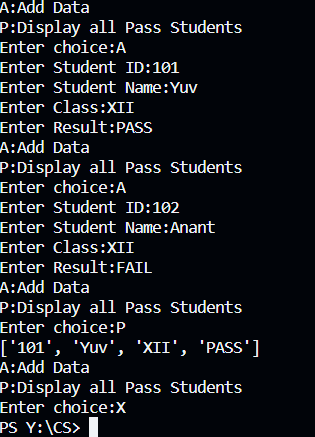 A:Add Data
P:Display all Pass Students
Enter choice:A
Enter Student ID:101
Enter Student Name:Yuv
Enter Class:XII
Enter Result:PASS
A:Add Data
P:Display all Pass Students
Enter choice:A
Enter Student ID:102
Enter Student Name:Anant
Enter Class:XII
Enter Result:FAIL
A:Add Data
P:Display all Pass Students
Enter choice:P
['101', 'Yuv', 'XII', 'PASS']
A:Add Data
P:Display all Pass Students
Enter choice:X
PS Y:\CS>